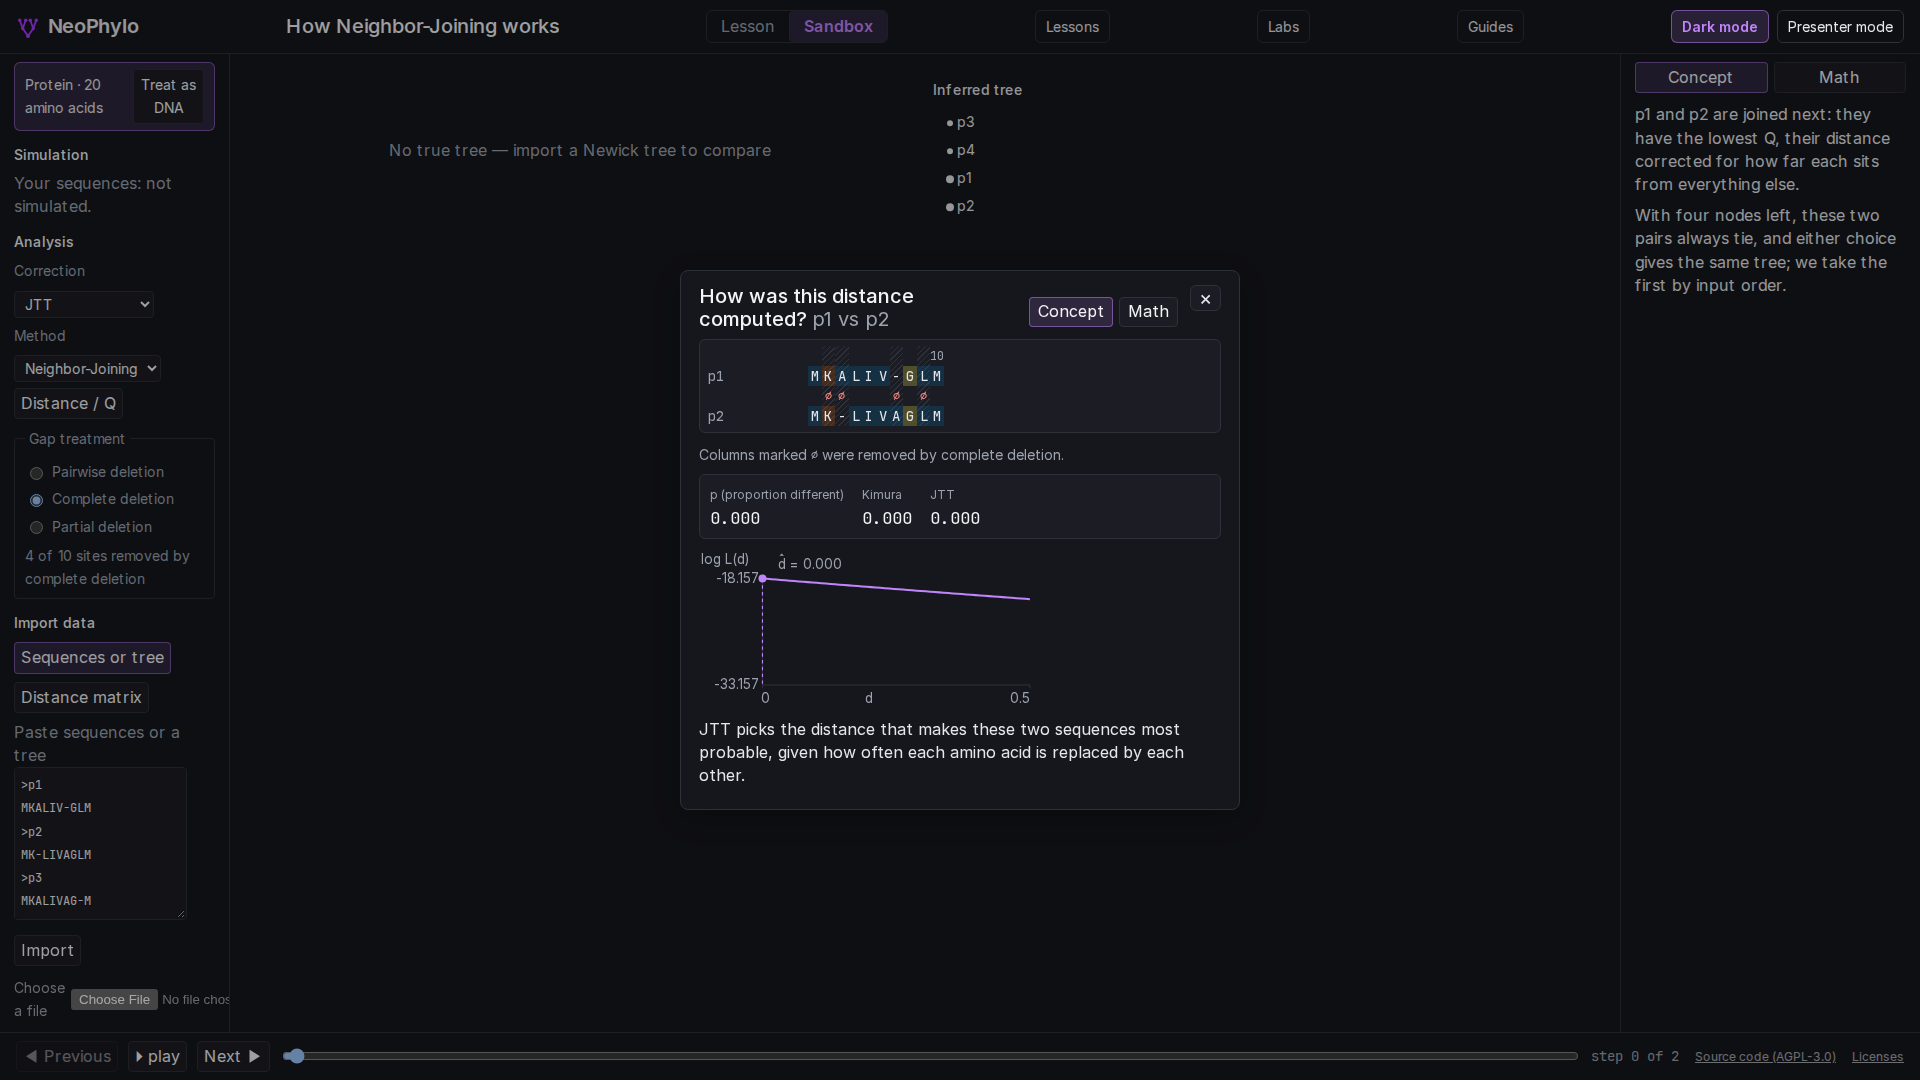 NeoPhylo
How Neighbor-Joining works
Lesson
Sandbox
Lessons
Labs
Guides
Dark mode
Presenter mode
Protein · 20
amino acids
Treat as
DNA
Simulation
Your sequences: not
simulated.
Analysis
Correction
JTT
Method
Neighbor-Joining
Distance / Q
Gap treatment
Pairwise deletion
Complete deletion
Partial deletion
4 of 10 sites removed by
complete deletion
Import data
Sequences or tree
Distance matrix
Paste sequences or a
tree
>p1
MKALIV-GLM
>p2
MK-LIVAGLM
>p3
MKALIVAG-M
Import
Choose
a file
Choose File No file chos
No true tree — import a Newick tree to compare
Inferred tree
p3
p4
p1
p2
How was this distance
computed? p1 vs p2
Concept
Math
×
10
p1 MKALIV-GLM
∅ ∅ ∅ ∅
p2 MK-LIVAGLM
Columns marked ∅ were removed by complete deletion.
p (proportion different) Kimura JTT
0.000 0.000 0.000
log L(d)
d̂ = 0.000
-18.157
-33.157
0 d 0.5
JTT picks the distance that makes these two sequences most
probable, given how often each amino acid is replaced by each
other.
Concept
Math
p1 and p2 are joined next: they
have the lowest Q, their distance
corrected for how far each sits
from everything else.
With four nodes left, these two
pairs always tie, and either choice
gives the same tree; we take the
first by input order.
◀ Previous
play
Next ▶
step 0 of 2
Source code (AGPL-3.0)
Licenses